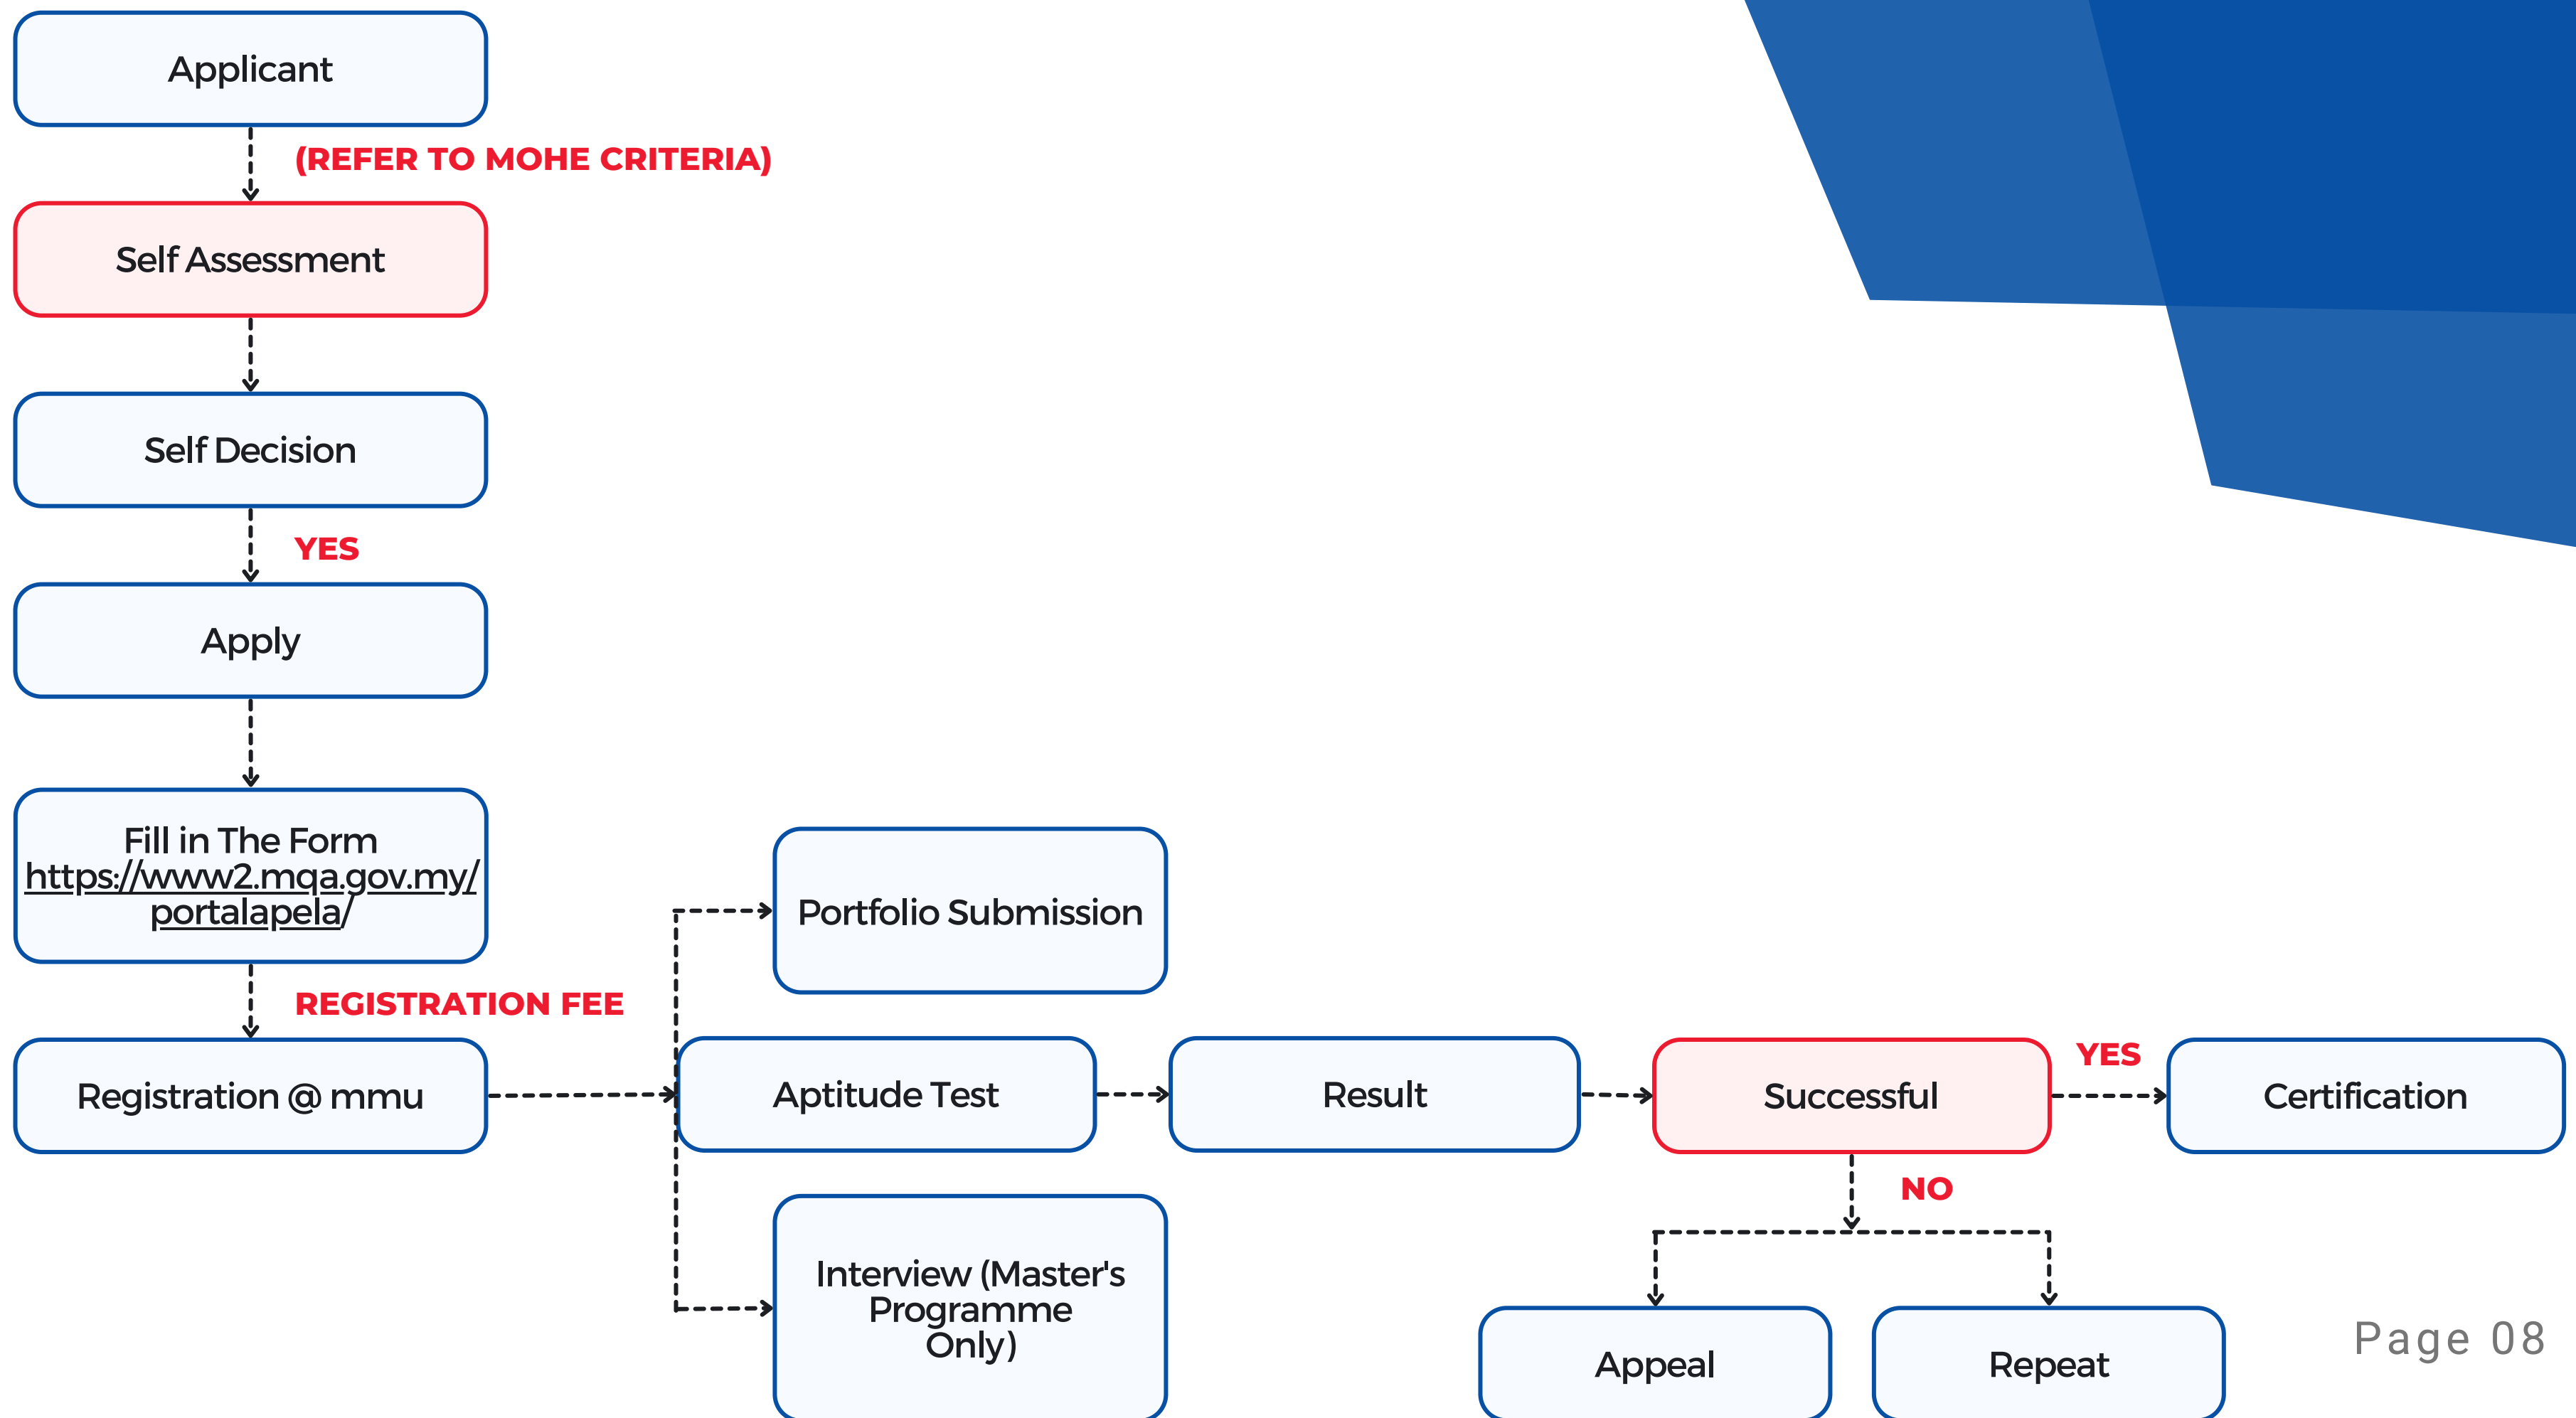 Applicant
(REFER TO MOHE CRITERIA)
Self Assessment
Self Decision
YES
Apply
Fill in The Form
https://www2.mqa.gov.my/
portalapela/
REGISTRATION FEE
Registration @ mmu
Portfolio Submission
Aptitude Test
Interview (Master's
Programme
Only)
Result
Successful
YES
Certification
NO
Appeal
Repeat
Page 08